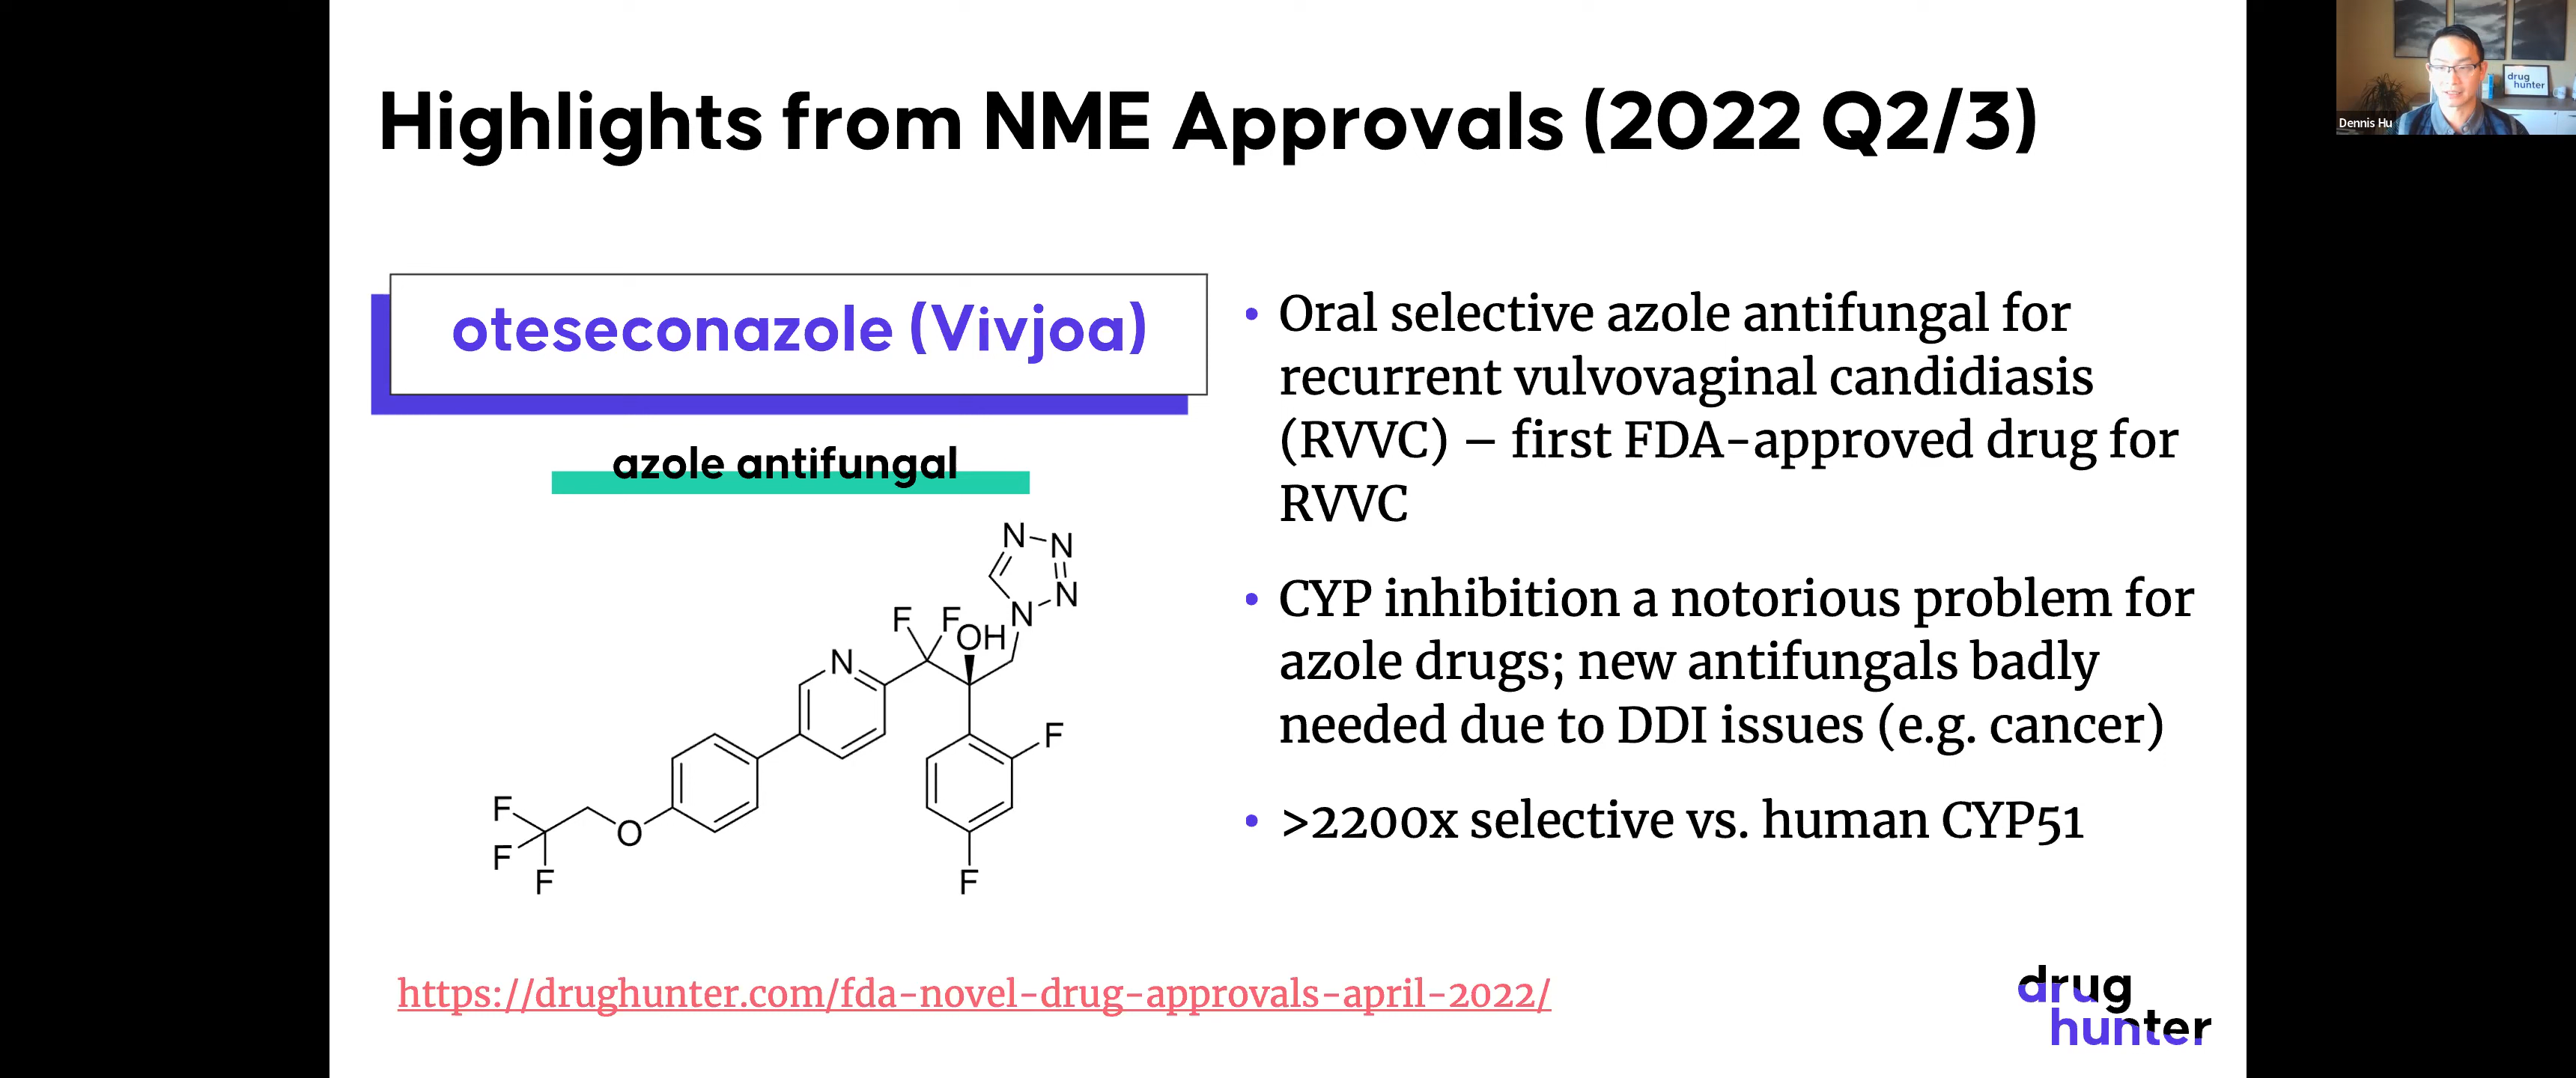 Highlights from NME Approvals (2022 Q2/3)
drug
hunter
Dennis Hu
oteseconazole (Vivjoa)
azole antifungal
N
N
N
N
F
F
OH
N
F
F
F
F
F
O
• Oral selective azole antifungal for
recurrent vulvovaginal candidiasis
(RVVC) – first FDA-approved drug for
RVVC
• CYP inhibition a notorious problem for
azole drugs; new antifungals badly
needed due to DDI issues (e.g. cancer)
• >2200x selective vs. human CYP51
https://drughunter.com/fda-novel-drug-approvals-april-2022/
drug
hunter